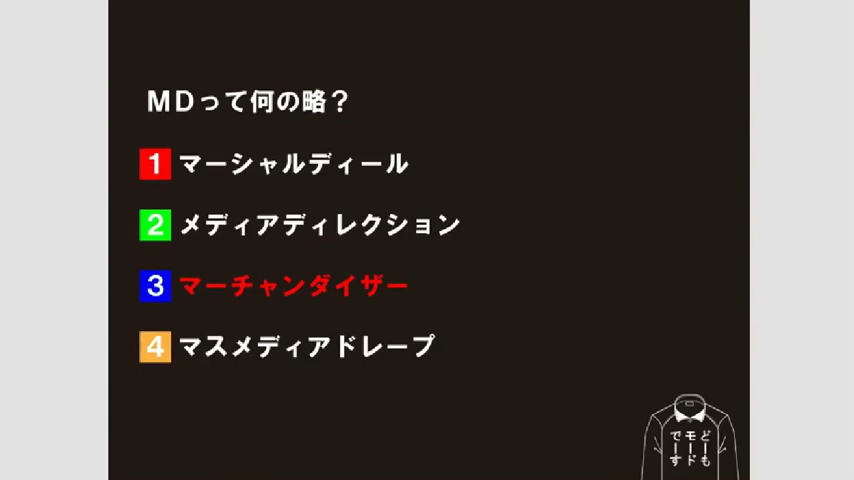 ＭＤって何の略？
1 マーシャルディール
2 メディアディレクション
3 マーチャンダイザー
4 マスメディアドレープ
どーも
モード
でーす